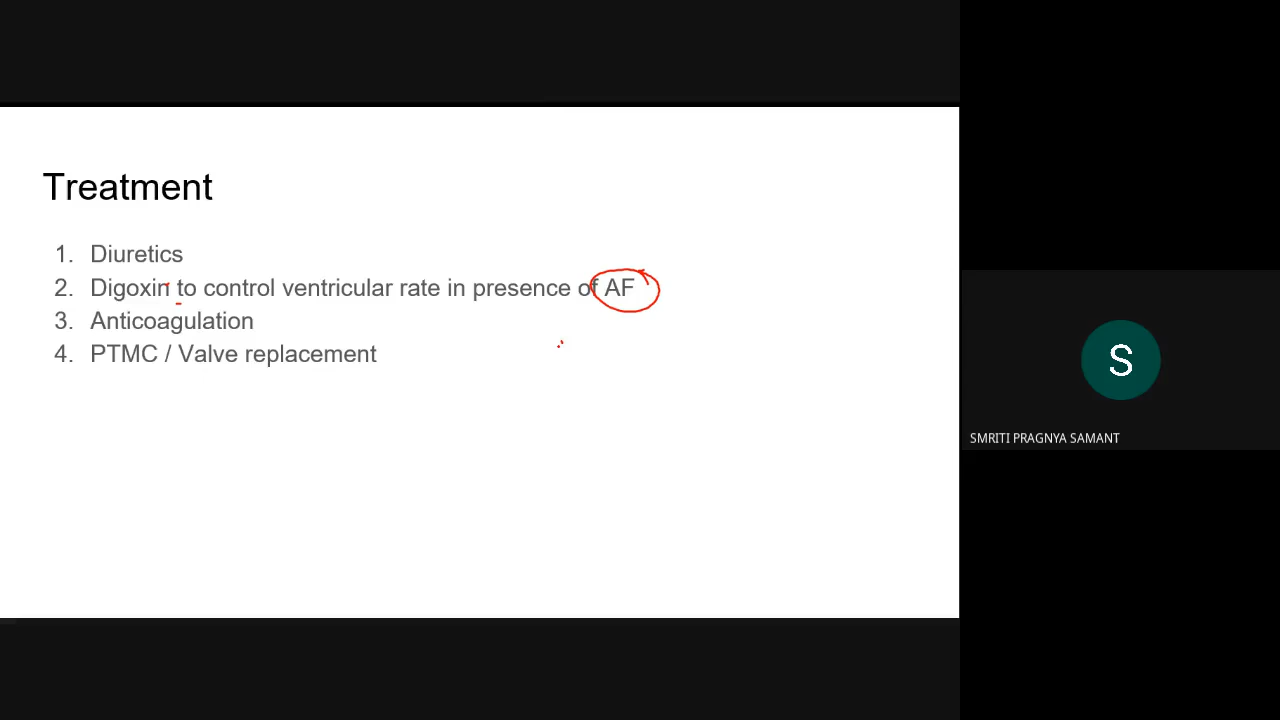 Treatment
1. Diuretics
2. Digoxin to control ventricular rate in presence of AF
3. Anticoagulation
4. PTMC / Valve replacement
S
SMRITI PRAGNYA SAMANT